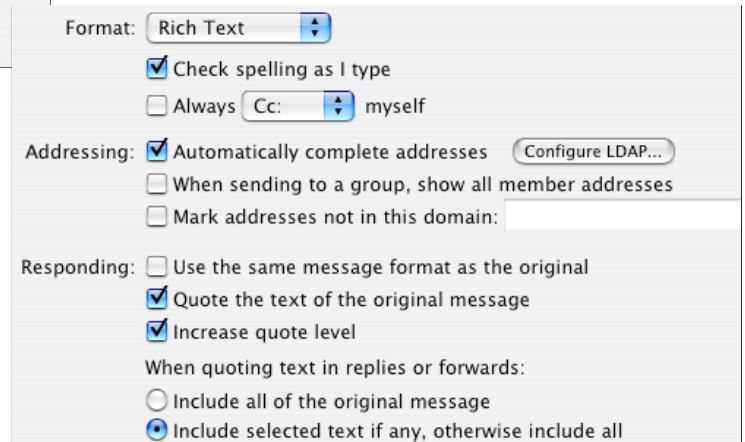 Format: Rich Text
Check spelling as I type
Always Cc: myself
Addressing: Automatically complete addresses Configure LDAP...
When sending to a group, show all member addresses
Mark addresses not in this domain:
Responding: Use the same message format as the original
Quote the text of the original message
Increase quote level
When quoting text in replies or forwards:
Include all of the original message
Include selected text if any, otherwise include all